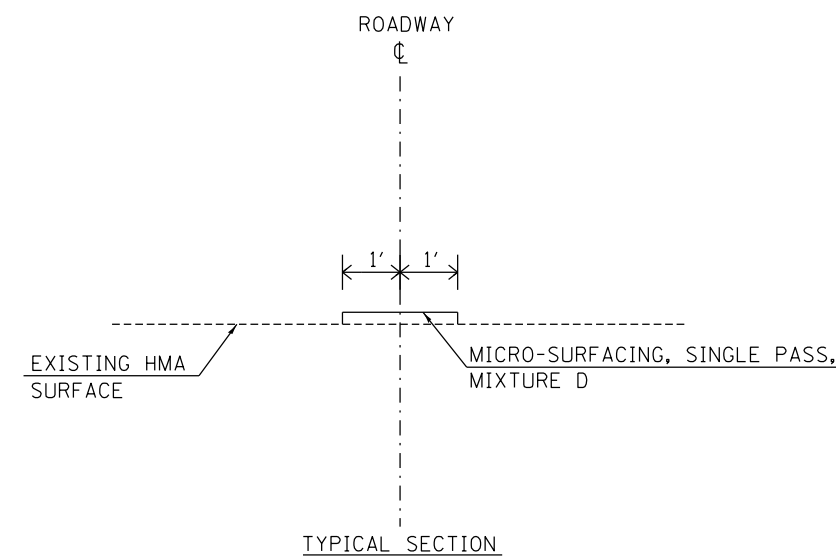 ROADWAY
℄
1' 1'
EXISTING HMA
SURFACE
MICRO-SURFACING, SINGLE PASS,
MIXTURE D
TYPICAL SECTION